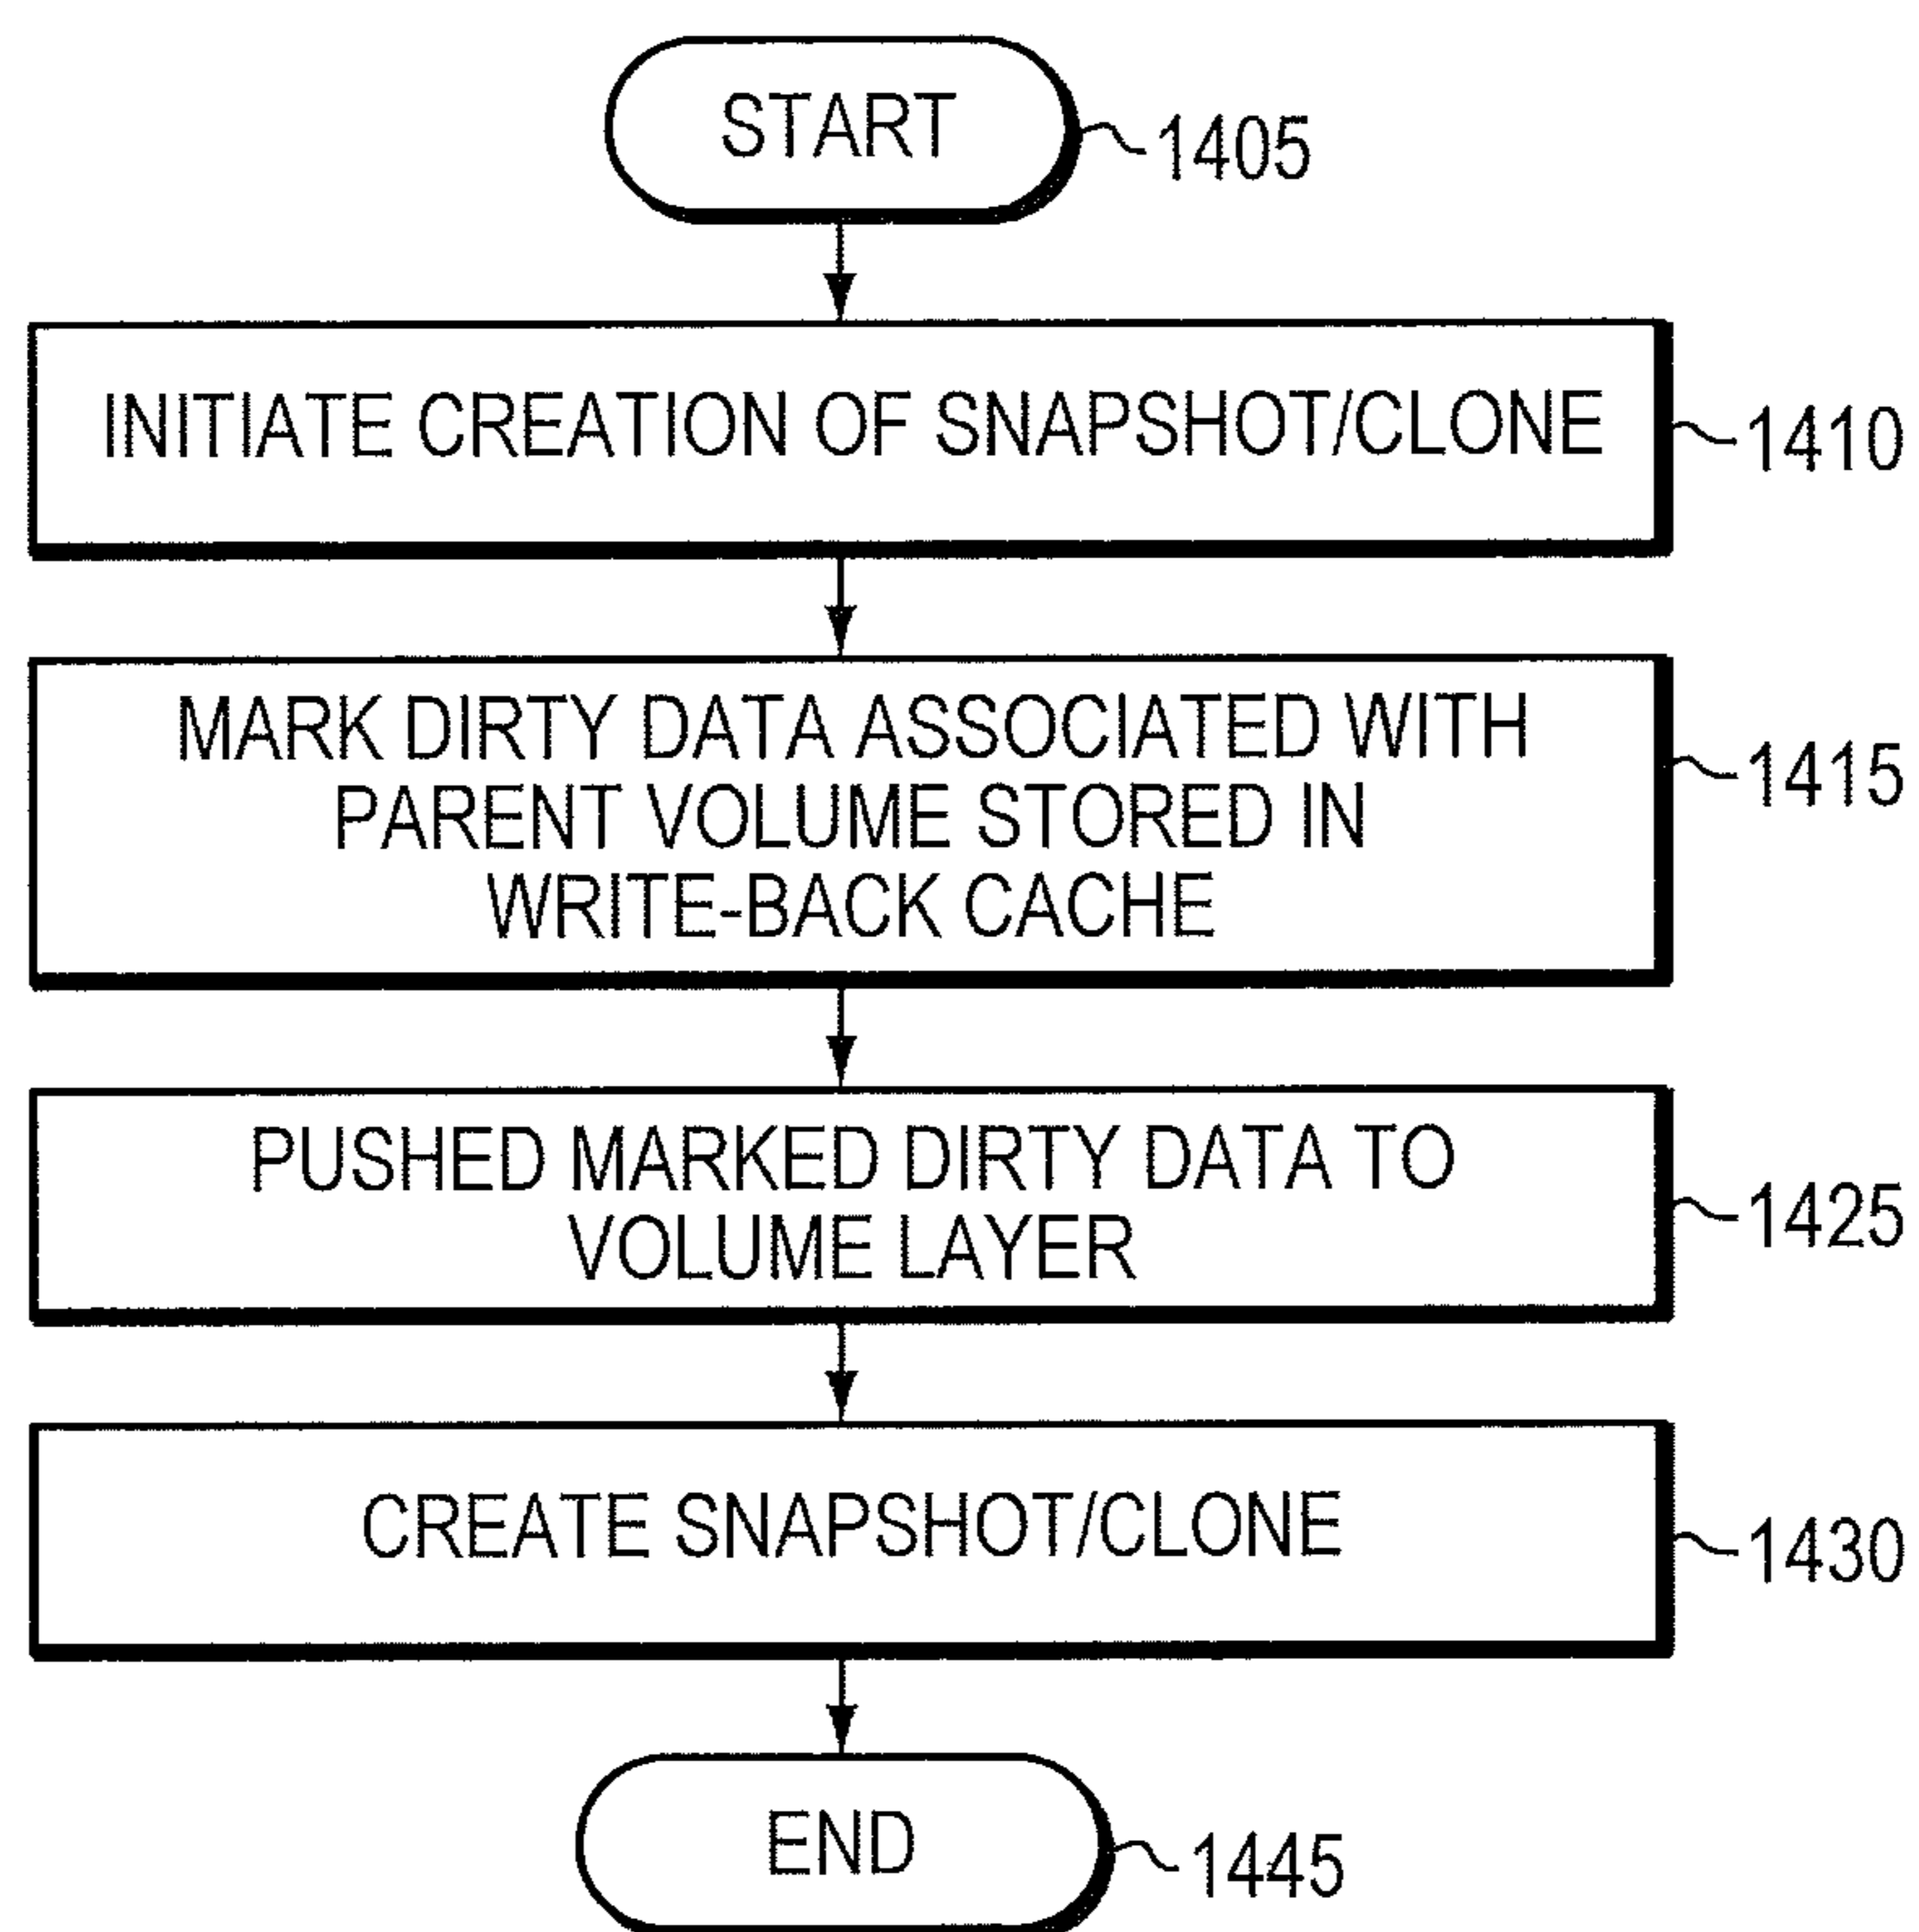 START
1405
INITIATE CREATION OF SNAPSHOT/CLONE
1410
MARK DIRTY DATA ASSOCIATED WITH
PARENT VOLUME STORED IN
WRITE-BACK CACHE
1415
PUSHED MARKED DIRTY DATA TO
VOLUME LAYER
1425
CREATE SNAPSHOT/CLONE
1430
END
1445